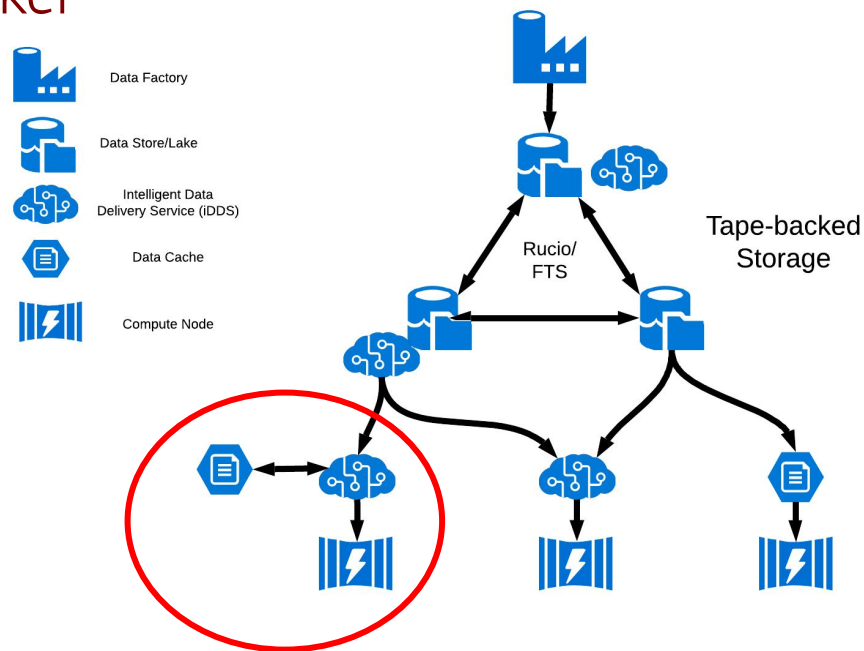 Data Factory
Data Store/Lake
Intelligent Data
Delivery Service (iDDS)
Data Cache
Compute Node
Rucio/
FTS
Tape-backed
Storage